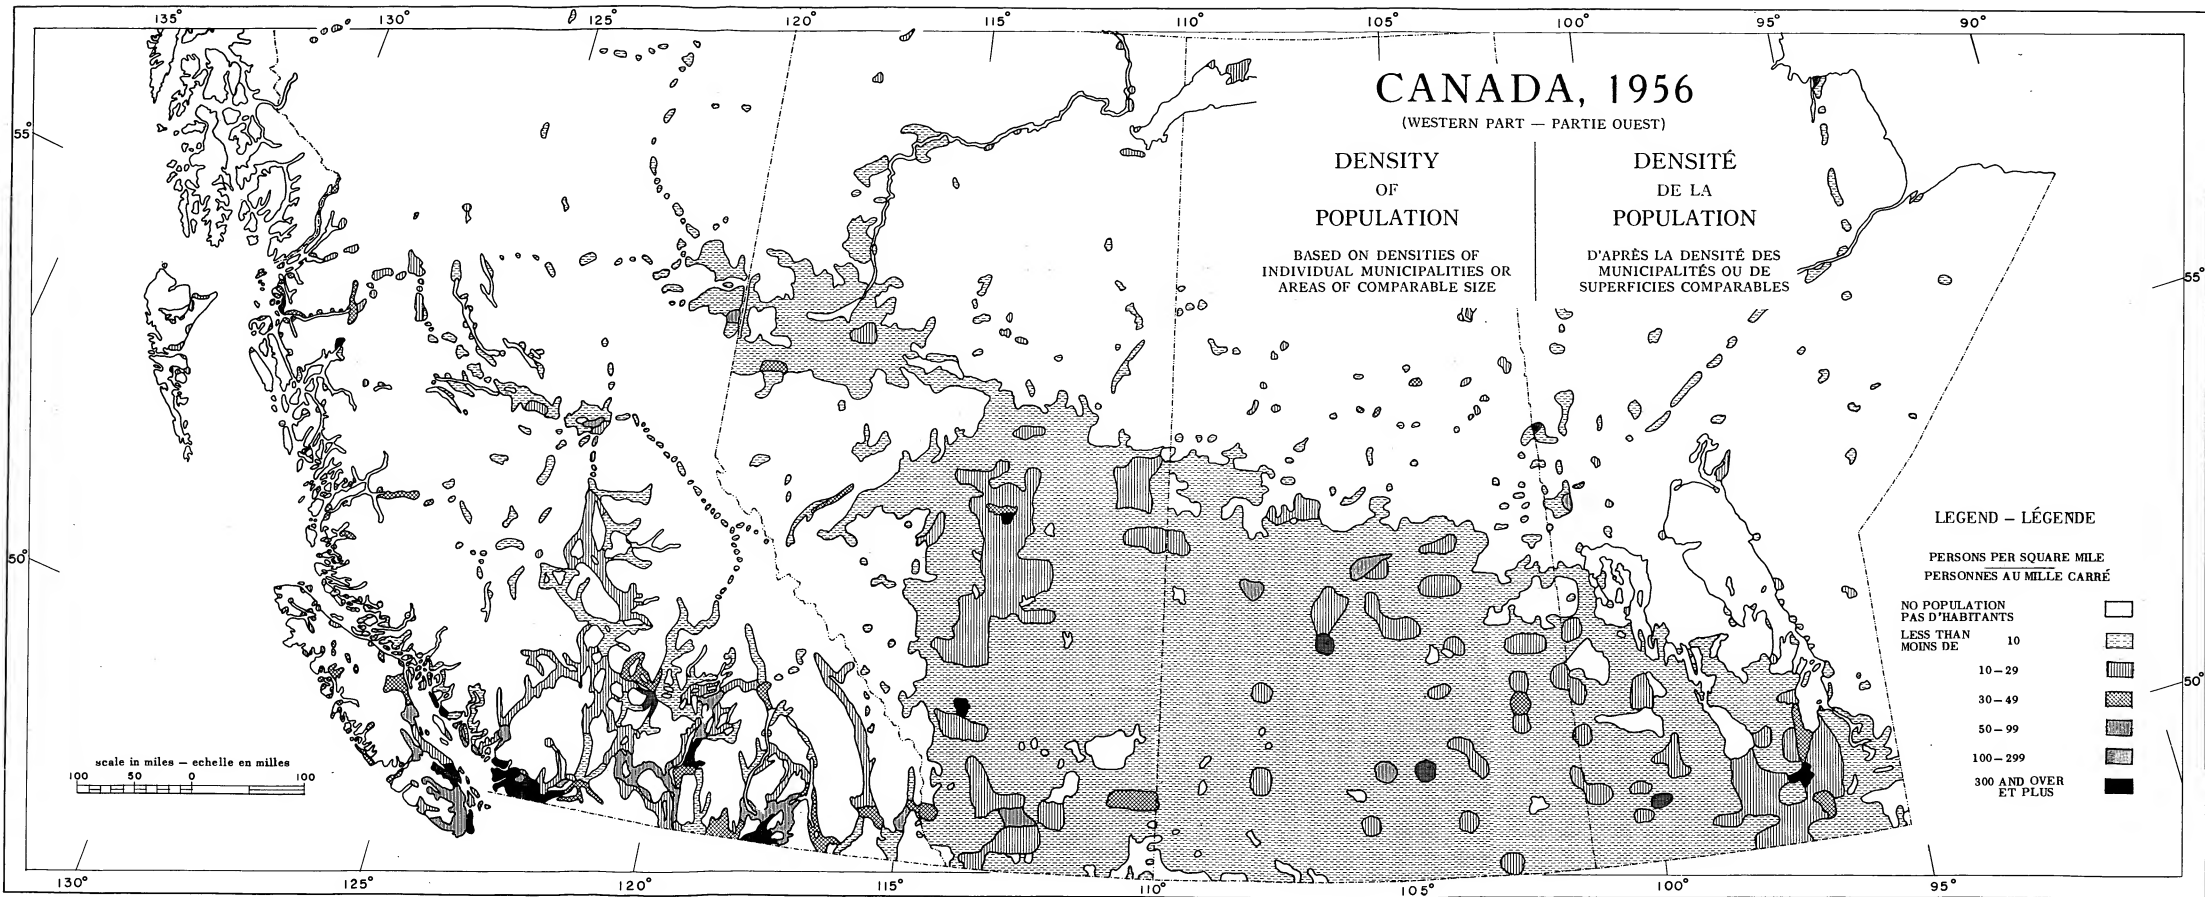 135° 130° 125° 120° 115° 110° 105° 100° 95° 90°
CANADA, 1956
(WESTERN PART — PARTIE OUEST)
DENSITY
OF
POPULATION
BASED ON DENSITIES OF
INDIVIDUAL MUNICIPALITIES OR
AREAS OF COMPARABLE SIZE
DENSITÉ
DE LA
POPULATION
D'APRÈS LA DENSITÉ DES
MUNICIPALITÉS OU DE
SUPERFICIES COMPARABLES
55°
55°
50°
50°
LEGEND – LÉGENDE
PERSONS PER SQUARE MILE
PERSONNES AU MILLE CARRÉ
NO POPULATION
PAS D'HABITANTS
LESS THAN
MOINS DE 10
10–29
30–49
50–99
100–299
300 AND OVER
ET PLUS
scale in miles – echelle en milles
100 50 0 100
130° 125° 120° 115° 110° 105° 100° 95°